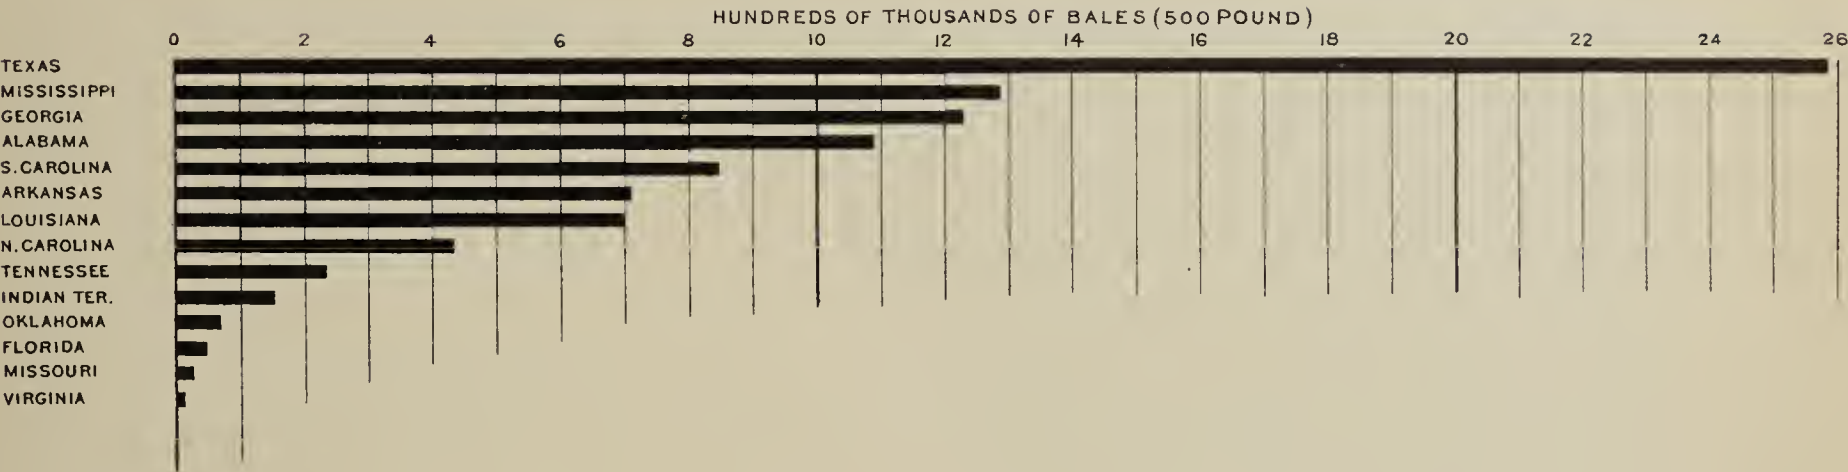 HUNDREDS OF THOUSANDS OF BALES (500 POUND)
0 2 4 6 8 10 12 14 16 18 20 22 24 26
TEXAS
MISSISSIPPI
GEORGIA
ALABAMA
S. CAROLINA
ARKANSAS
LOUISIANA
N. CAROLINA
TENNESSEE
INDIAN TER.
OKLAHOMA
FLORIDA
MISSOURI
VIRGINIA